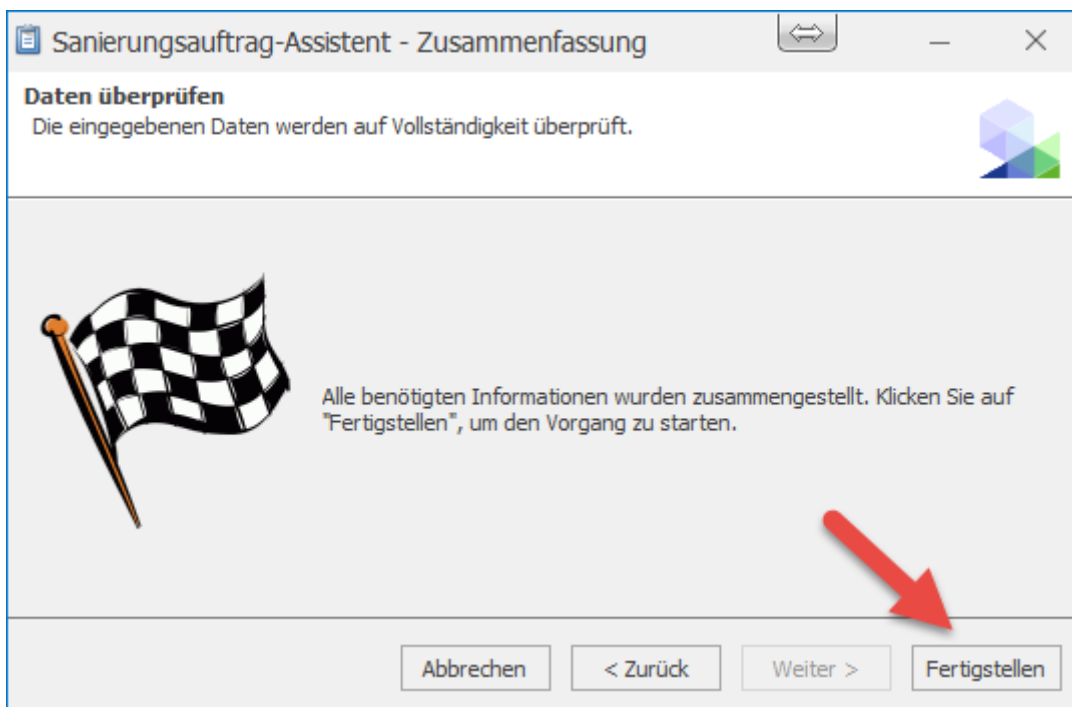 Sanierungsauftrag-Assistent - Zusammenfassung
Daten überprüfen
Die eingegebenen Daten werden auf Vollständigkeit überprüft.
Alle benötigten Informationen wurden zusammengestellt. Klicken Sie auf
"Fertigstellen", um den Vorgang zu starten.
Abbrechen
< Zurück
Weiter >
Fertigstellen